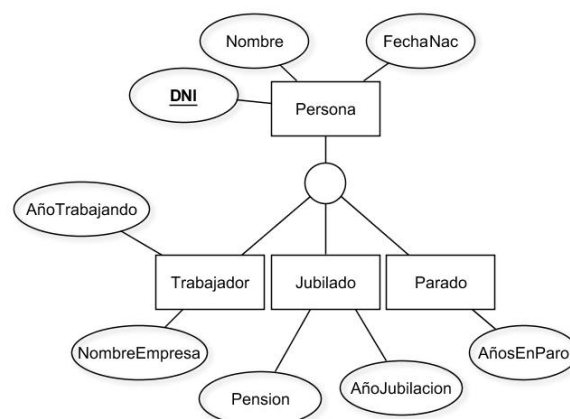 Nombre
FechaNac
DNI
Persona
AñoTrabajando
Trabajador
Jubilado
Parado
NombreEmpresa
AñosEnParo
Pension
AñoJubilacion